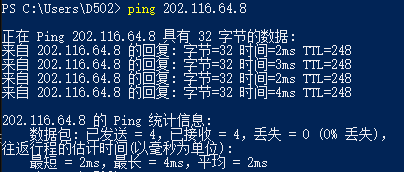 PS C:\Users\D502> ping 202.116.64.8
正在 Ping 202.116.64.8 具有 32 字节的数据:
来自 202.116.64.8 的回复: 字节=32 时间=2ms TTL=248
来自 202.116.64.8 的回复: 字节=32 时间=3ms TTL=248
来自 202.116.64.8 的回复: 字节=32 时间=2ms TTL=248
来自 202.116.64.8 的回复: 字节=32 时间=4ms TTL=248
202.116.64.8 的 Ping 统计信息:
数据包: 已发送 = 4，已接收 = 4，丢失 = 0 (0% 丢失)，
往返行程的估计时间(以毫秒为单位):
最短 = 2ms，最长 = 4ms，平均 = 2ms